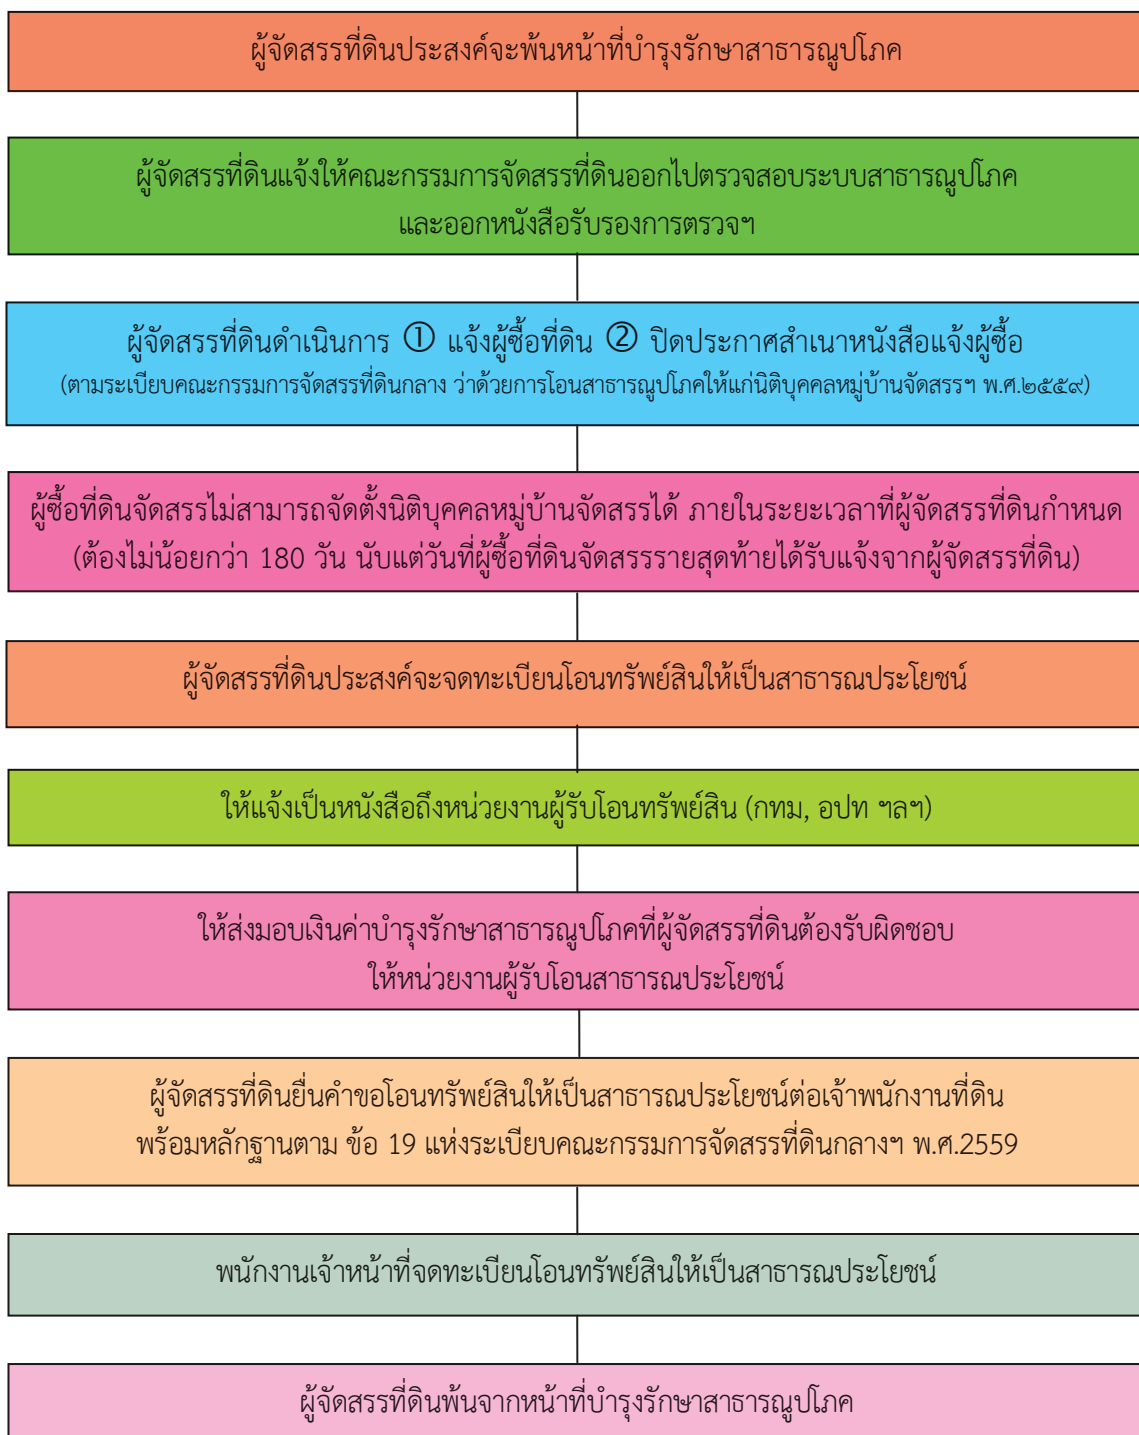 ผู้จัดสรรที่ดินประสงค์จะพ้นหน้าที่บำรุงรักษาสาธารณูปโภค
ผู้จัดสรรที่ดินแจ้งให้คณะกรรมการจัดสรรที่ดินออกไปตรวจสอบระบบสาธารณูปโภค
และออกหนังสือรับรองการตรวจฯ
ผู้จัดสรรที่ดินดำเนินการ ① แจ้งผู้ซื้อที่ดิน ② ปิดประกาศสำเนาหนังสือแจ้งผู้ซื้อ
(ตามระเบียบคณะกรรมการจัดสรรที่ดินกลาง ว่าด้วยการโอนสาธารณูปโภคให้แก่นิติบุคคลหมู่บ้านจัดสรรฯ พ.ศ.๒๕๕๙)
ผู้ซื้อที่ดินจัดสรรไม่สามารถจัดตั้งนิติบุคคลหมู่บ้านจัดสรรได้ ภายในระยะเวลาที่ผู้จัดสรรที่ดินกำหนด
(ต้องไม่น้อยกว่า 180 วัน นับแต่วันที่ผู้ซื้อที่ดินจัดสรรรายสุดท้ายได้รับแจ้งจากผู้จัดสรรที่ดิน)
ผู้จัดสรรที่ดินประสงค์จะจดทะเบียนโอนทรัพย์สินให้เป็นสาธารณประโยชน์
ให้แจ้งเป็นหนังสือถึงหน่วยงานผู้รับโอนทรัพย์สิน (กทม, อปท ฯลฯ)
ให้ส่งมอบเงินค่าบำรุงรักษาสาธารณูปโภคที่ผู้จัดสรรที่ดินต้องรับผิดชอบ
ให้หน่วยงานผู้รับโอนสาธารณประโยชน์
ผู้จัดสรรที่ดินยื่นคำขอโอนทรัพย์สินให้เป็นสาธารณประโยชน์ต่อเจ้าพนักงานที่ดิน
พร้อมหลักฐานตาม ข้อ 19 แห่งระเบียบคณะกรรมการจัดสรรที่ดินกลางฯ พ.ศ.2559
พนักงานเจ้าหน้าที่จดทะเบียนโอนทรัพย์สินให้เป็นสาธารณประโยชน์
ผู้จัดสรรที่ดินพ้นจากหน้าที่บำรุงรักษาสาธารณูปโภค